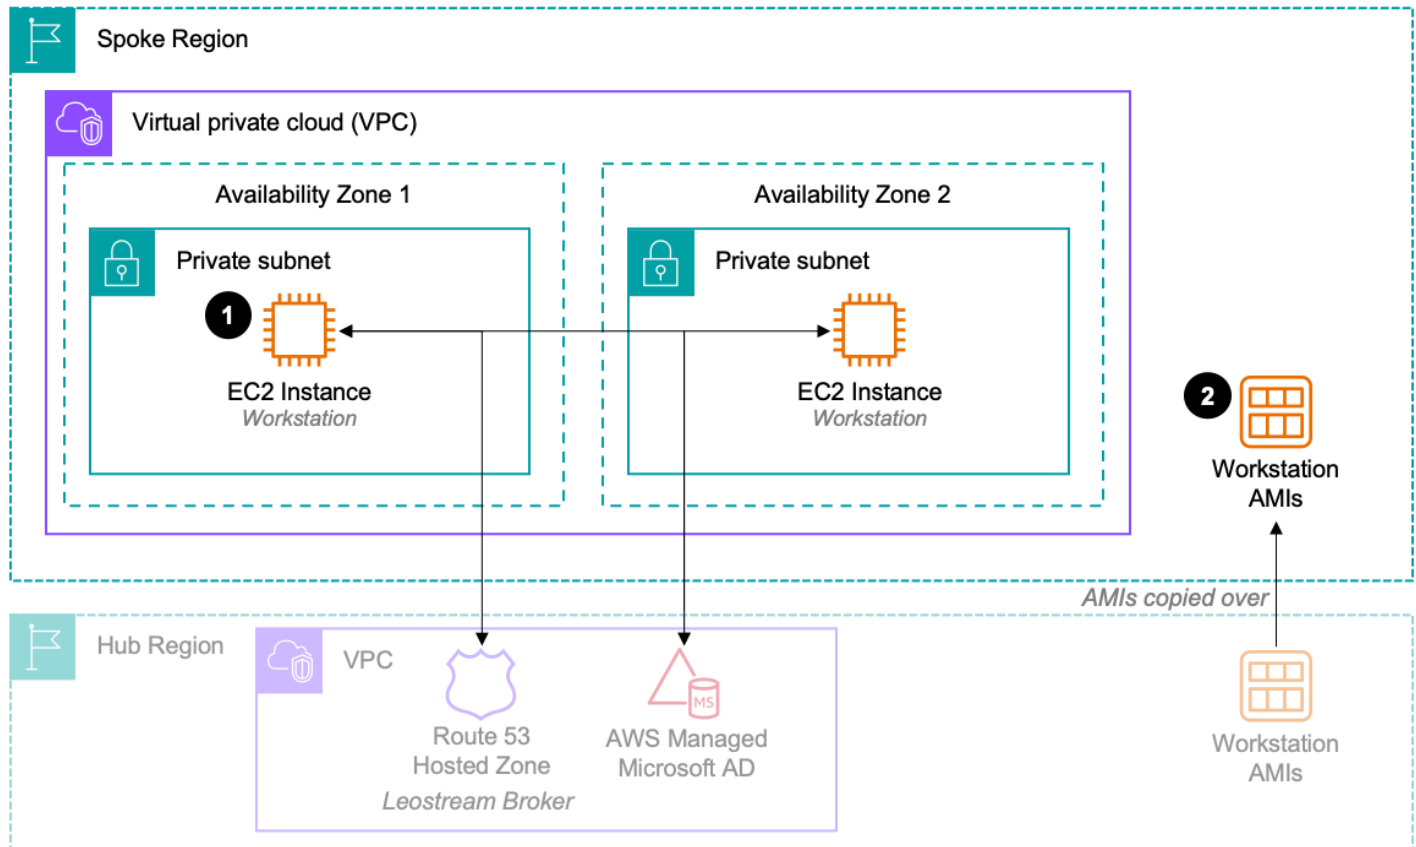 Spoke Region
Virtual private cloud (VPC)
Availability Zone 1
Availability Zone 2
Private subnet
Private subnet
1
EC2 Instance
Workstation
EC2 Instance
Workstation
2
Workstation
AMIs
AMIs copied over
Hub Region
VPC
Route 53
Hosted Zone
Leostream Broker
MS
AWS Managed
Microsoft AD
Workstation
AMIs